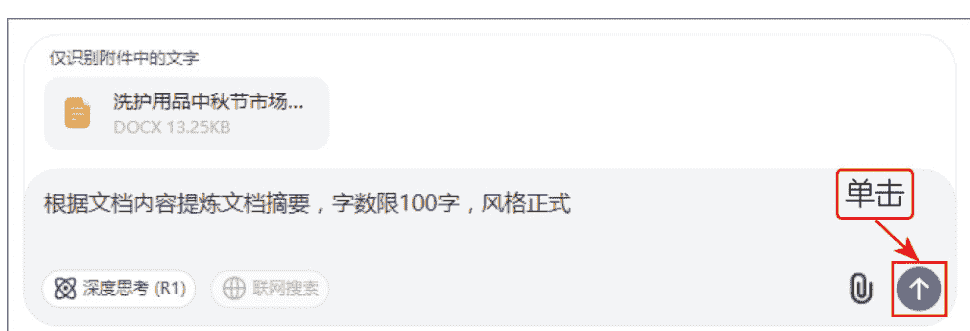 仅识别附件中的文字
洗护用品中秋节市场...
DOCX 13.25KB
根据文档内容提炼文档摘要，字数限100字，风格正式
单击
深度思考 (R1) 联网搜索